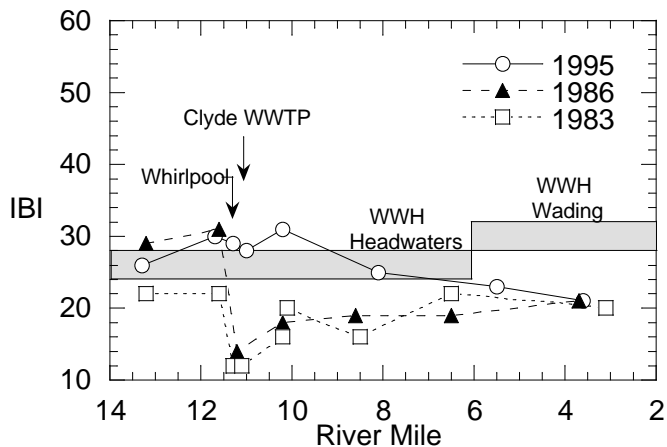 60
50
40
30
20
10
IBI
1995
1986
1983
Clyde WWTP
Whirlpool
WWH
Headwaters
WWH
Wading
14 12 10 8 6 4 2
River Mile